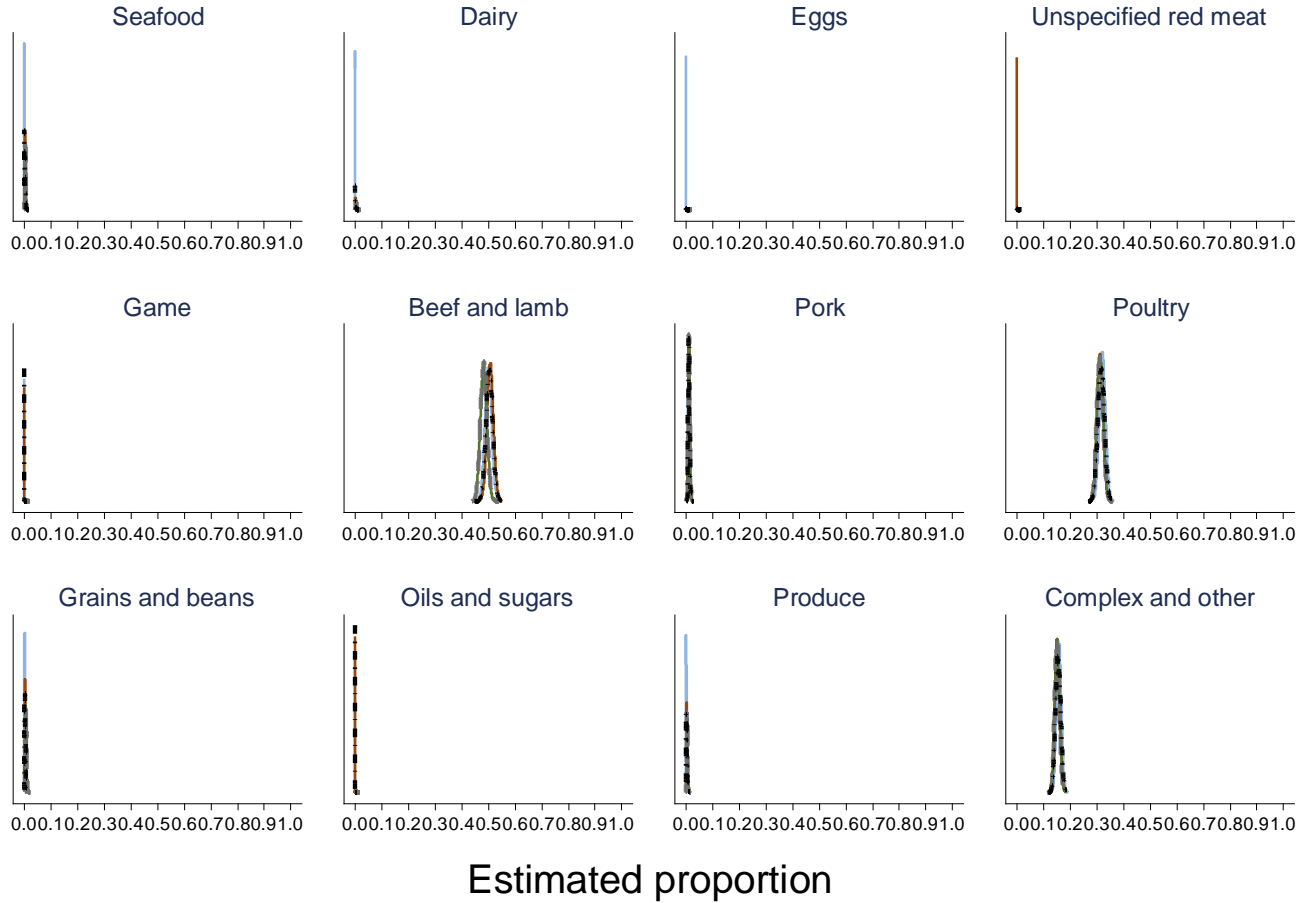 Seafood Dairy Eggs Unspecified red meat
0.00.10.20.30.40.50.60.70.80.91.0 0.00.10.20.30.40.50.60.70.80.91.0 0.00.10.20.30.40.50.60.70.80.91.0 0.00.10.20.30.40.50.60.70.80.91.0
Game Beef and lamb Pork Poultry
0.00.10.20.30.40.50.60.70.80.91.0 0.00.10.20.30.40.50.60.70.80.91.0 0.00.10.20.30.40.50.60.70.80.91.0 0.00.10.20.30.40.50.60.70.80.91.0
Grains and beans Oils and sugars Produce Complex and other
0.00.10.20.30.40.50.60.70.80.91.0 0.00.10.20.30.40.50.60.70.80.91.0 0.00.10.20.30.40.50.60.70.80.91.0 0.00.10.20.30.40.50.60.70.80.91.0
Estimated proportion